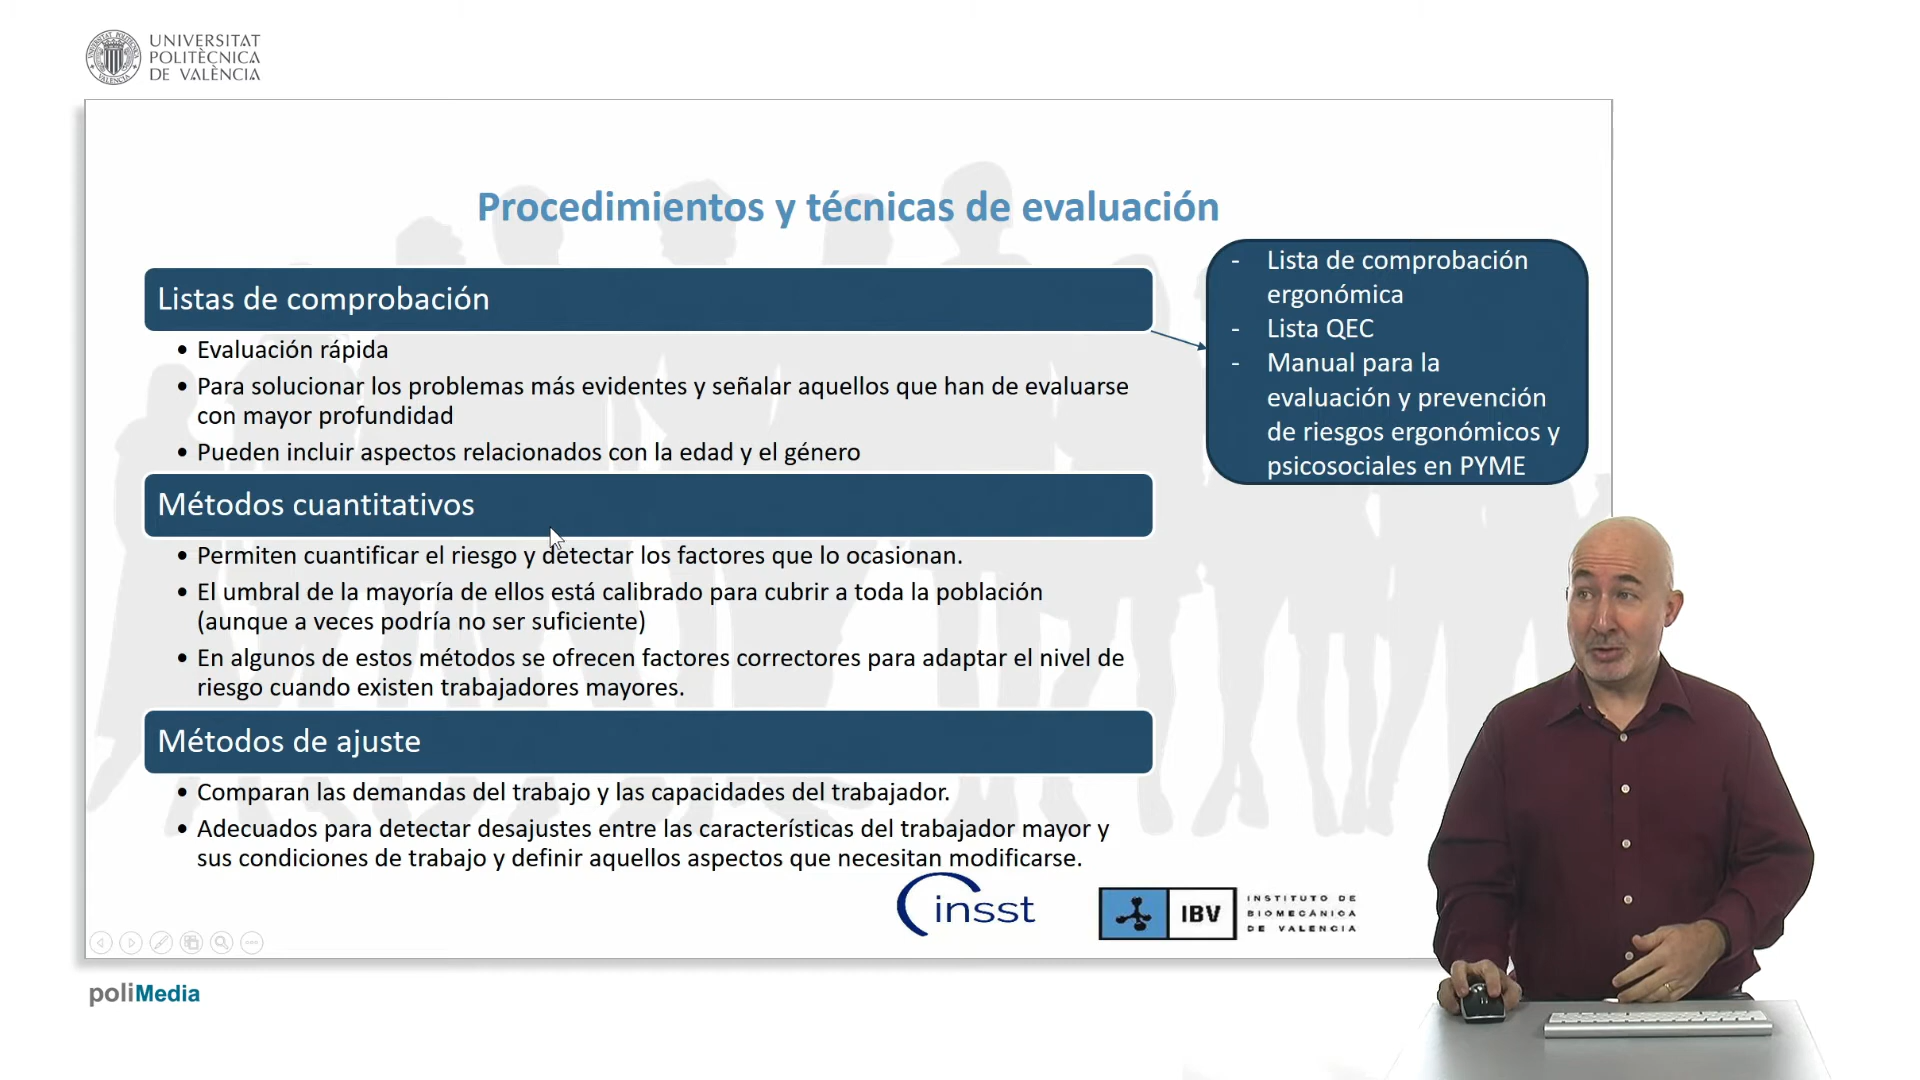 UNIVERSITAT
POLITÈCNICA
DE VALÈNCIA
Procedimientos y técnicas de evaluación
Listas de comprobación
• Evaluación rápida
• Para solucionar los problemas más evidentes y señalar aquellos que han de evaluarse
con mayor profundidad
• Pueden incluir aspectos relacionados con la edad y el género
- Lista de comprobación
ergonómica
- Lista QEC
- Manual para la
evaluación y prevención
de riesgos ergonómicos y
psicosociales en PYME
Métodos cuantitativos
• Permiten cuantificar el riesgo y detectar los factores que lo ocasionan.
• El umbral de la mayoría de ellos está calibrado para cubrir a toda la población
(aunque a veces podría no ser suficiente)
• En algunos de estos métodos se ofrecen factores correctores para adaptar el nivel de
riesgo cuando existen trabajadores mayores.
Métodos de ajuste
• Comparan las demandas del trabajo y las capacidades del trabajador.
• Adecuados para detectar desajustes entre las características del trabajador mayor y
sus condiciones de trabajo y definir aquellos aspectos que necesitan modificarse.
insst
IBV
INSTITUTO DE
BIOMECÁNICA
DE VALENCIA
poliMedia